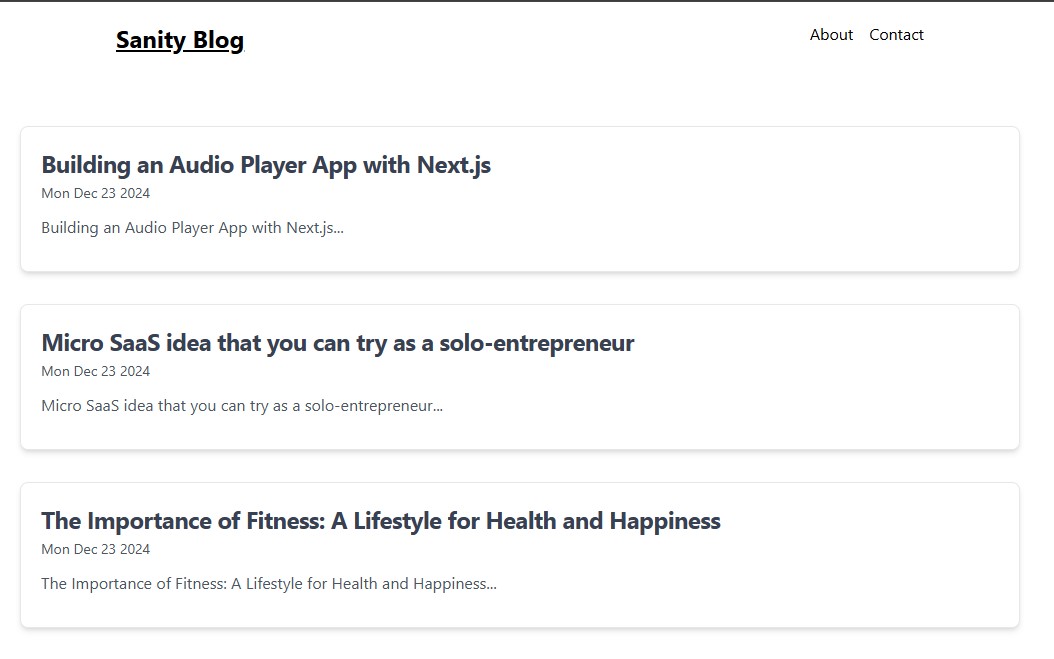 Sanity Blog
About Contact
Building an Audio Player App with Next.js
Mon Dec 23 2024
Building an Audio Player App with Next.js...
Micro SaaS idea that you can try as a solo-entrepreneur
Mon Dec 23 2024
Micro SaaS idea that you can try as a solo-entrepreneur...
The Importance of Fitness: A Lifestyle for Health and Happiness
Mon Dec 23 2024
The Importance of Fitness: A Lifestyle for Health and Happiness...